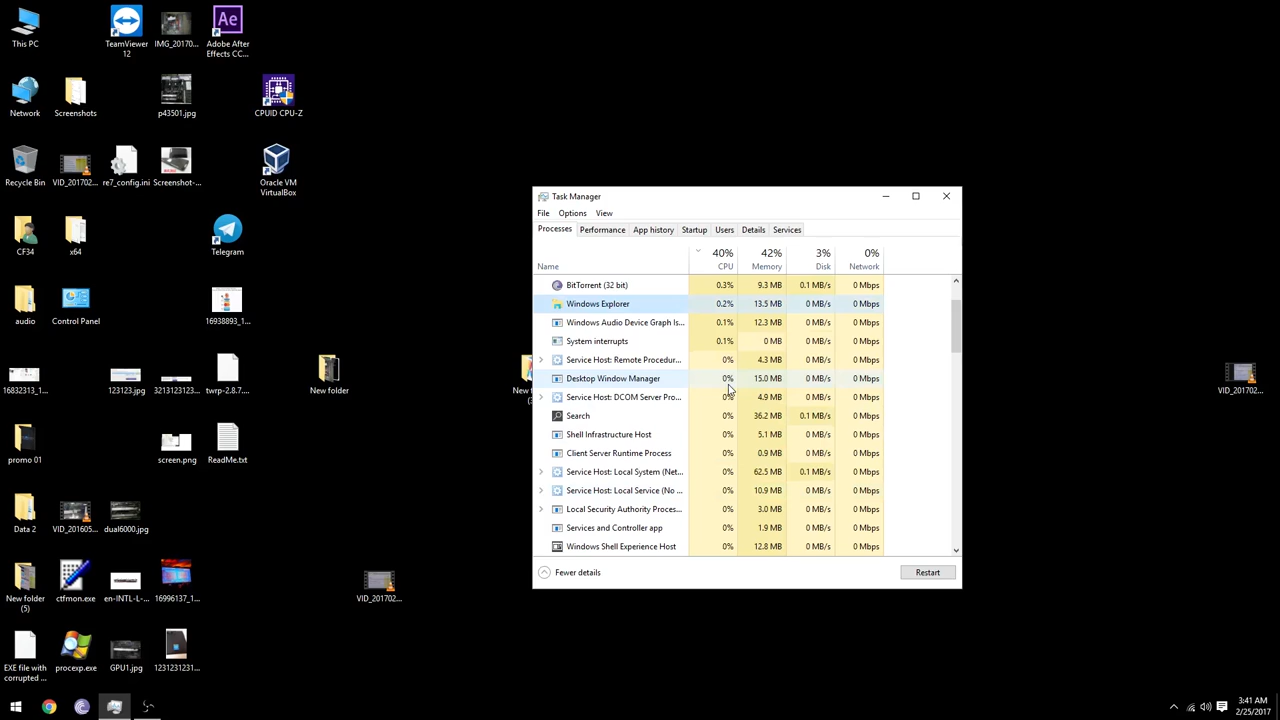 This PC
TeamViewer
12
IMG_20170...
Adobe After
Effects CC...
Network
Screenshots
p43501.jpg
CPUID CPU-Z
Recycle Bin
VID_201702...
re7_config.ini
Screenshot-...
Oracle VM
VirtualBox
CF34
x64
Telegram
audio
Control Panel
16938893_1...
16832313_1...
123123.jpg
3213123123...
twrp-2.8.7....
New folder
VID_201702...
promo 01
screen.png
ReadMe.txt
Data 2
VID_201605...
dual6000.jpg
New folder
(5)
ctfmon.exe
en-INTL-L-...
16996137_1...
VID_201702...
EXE file with
corrupted ...
procexp.exe
GPU1.jpg
1231231231...
Task Manager
File Options View
Processes Performance App history Startup Users Details Services
40% 42% 3% 0%
Name CPU Memory Disk Network
BitTorrent (32 bit) 0.3% 9.3 MB 0.1 MB/s 0 Mbps
Windows Explorer 0.2% 13.5 MB 0 MB/s 0 Mbps
Windows Audio Device Graph Is... 0.1% 12.3 MB 0 MB/s 0 Mbps
System interrupts 0.1% 0 MB 0 MB/s 0 Mbps
Service Host: Remote Procedur... 0% 4.3 MB 0 MB/s 0 Mbps
Desktop Window Manager 0% 15.0 MB 0 MB/s 0 Mbps
Service Host: DCOM Server Pro... 0% 4.9 MB 0 MB/s 0 Mbps
Search 0% 36.2 MB 0.1 MB/s 0 Mbps
Shell Infrastructure Host 0% 5.1 MB 0 MB/s 0 Mbps
Client Server Runtime Process 0% 0.9 MB 0 MB/s 0 Mbps
Service Host: Local System (Net... 0% 62.5 MB 0.1 MB/s 0 Mbps
Service Host: Local Service (No ... 0% 10.9 MB 0 MB/s 0 Mbps
Local Security Authority Proces... 0% 3.0 MB 0 MB/s 0 Mbps
Services and Controller app 0% 1.9 MB 0 MB/s 0 Mbps
Windows Shell Experience Host 0% 12.8 MB 0 MB/s 0 Mbps
Fewer details Restart
3:41 AM
2/25/2017